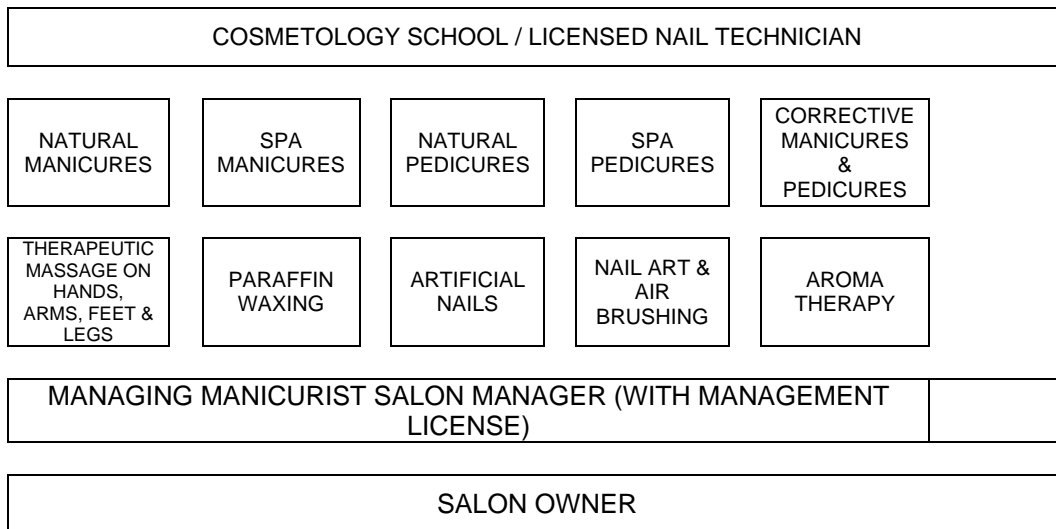 COSMETOLOGY SCHOOL / LICENSED NAIL TECHNICIAN
NATURAL
MANICURES
SPA
MANICURES
NATURAL
PEDICURES
SPA
PEDICURES
CORRECTIVE
MANICURES
&
PEDICURES
THERAPEUTIC
MASSAGE ON
HANDS,
ARMS, FEET &
LEGS
PARAFFIN
WAXING
ARTIFICIAL
NAILS
NAIL ART &
AIR
BRUSHING
AROMA
THERAPY
MANAGING MANICURIST SALON MANAGER (WITH MANAGEMENT
LICENSE)
SALON OWNER